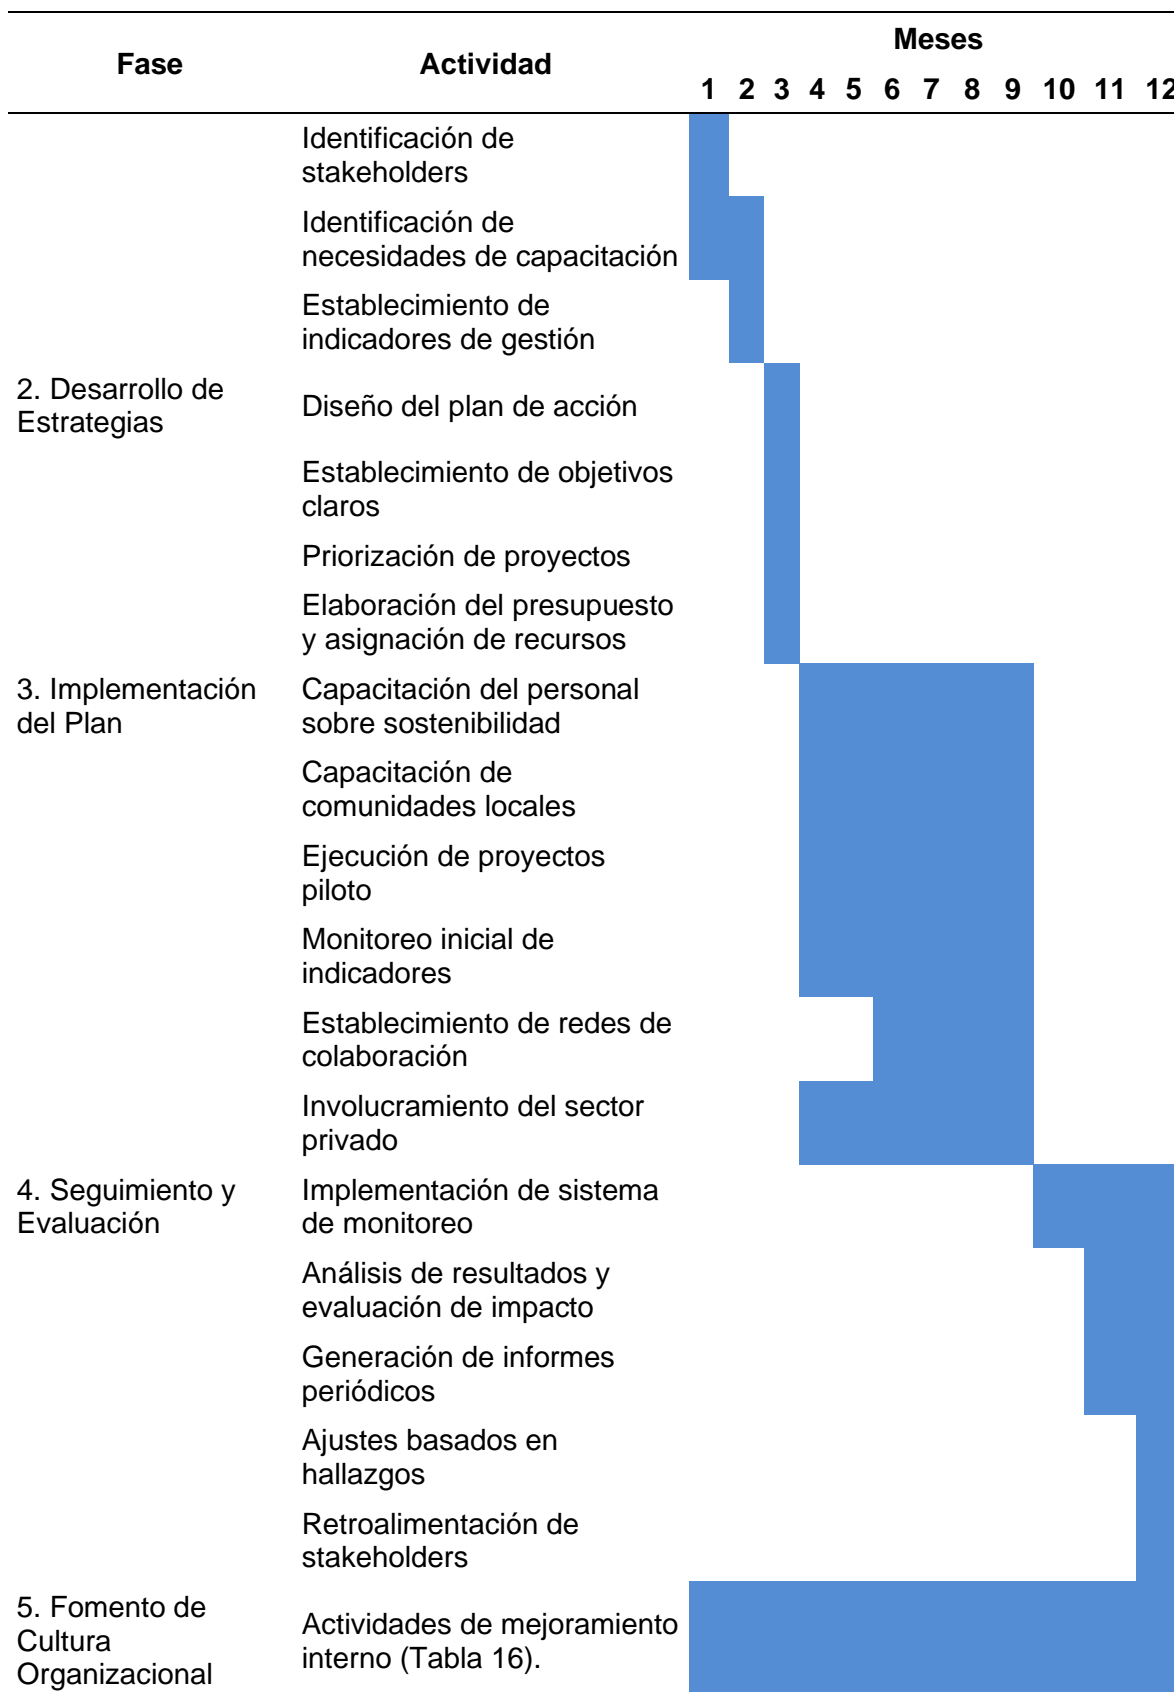 Fase Actividad Meses
1 2 3 4 5 6 7 8 9 10 11 12
Identificación de
stakeholders
Identificación de
necesidades de capacitación
Establecimiento de
indicadores de gestión
2. Desarrollo de
Estrategias
Diseño del plan de acción
Establecimiento de objetivos
claros
Priorización de proyectos
Elaboración del presupuesto
y asignación de recursos
3. Implementación
del Plan
Capacitación del personal
sobre sostenibilidad
Capacitación de
comunidades locales
Ejecución de proyectos
piloto
Monitoreo inicial de
indicadores
Establecimiento de redes de
colaboración
Involucramiento del sector
privado
4. Seguimiento y
Evaluación
Implementación de sistema
de monitoreo
Análisis de resultados y
evaluación de impacto
Generación de informes
periódicos
Ajustes basados en
hallazgos
Retroalimentación de
stakeholders
5. Fomento de
Cultura
Organizacional
Actividades de mejoramiento
interno (Tabla 16).